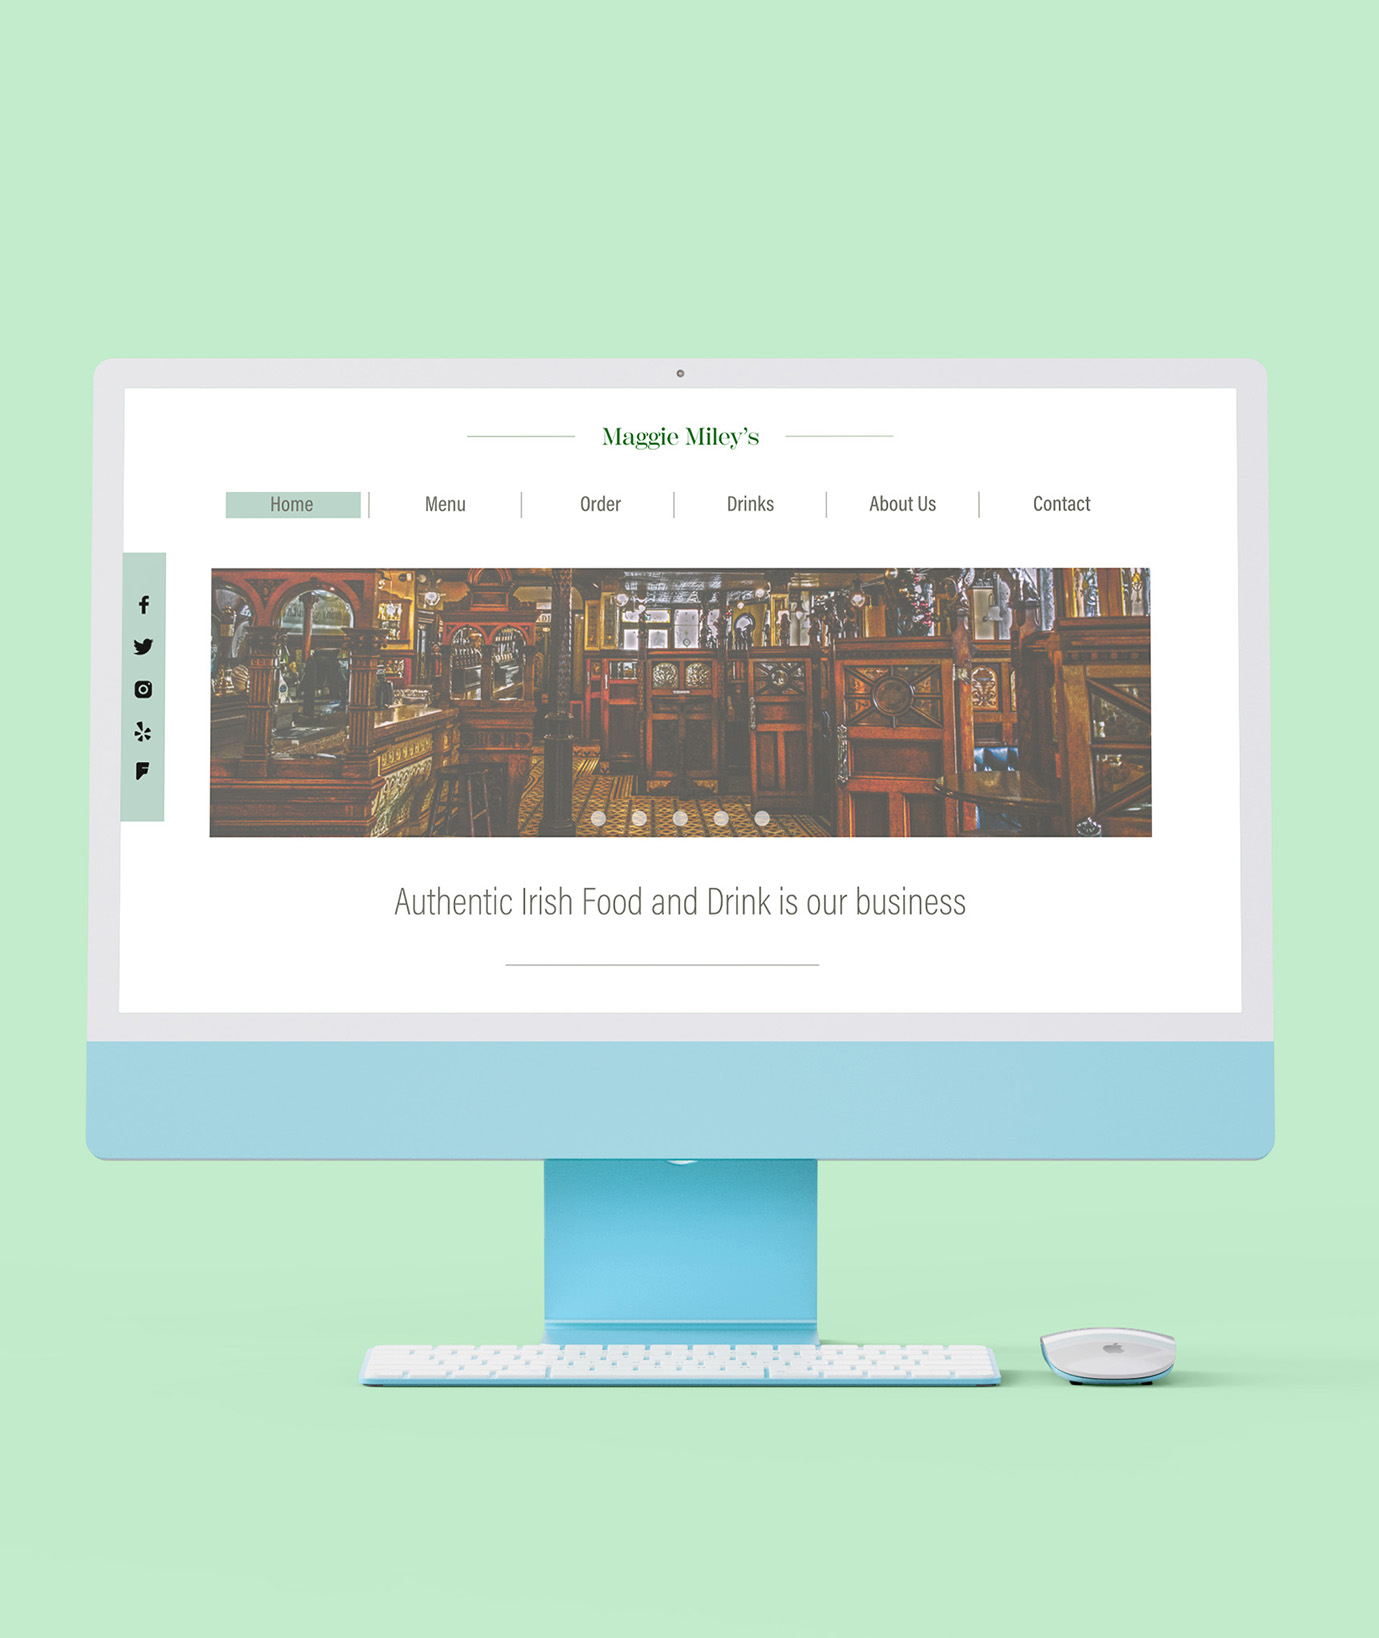 Maggie Miley's
Home Menu Order Drinks About Us Contact
Authentic Irish Food and Drink is our business